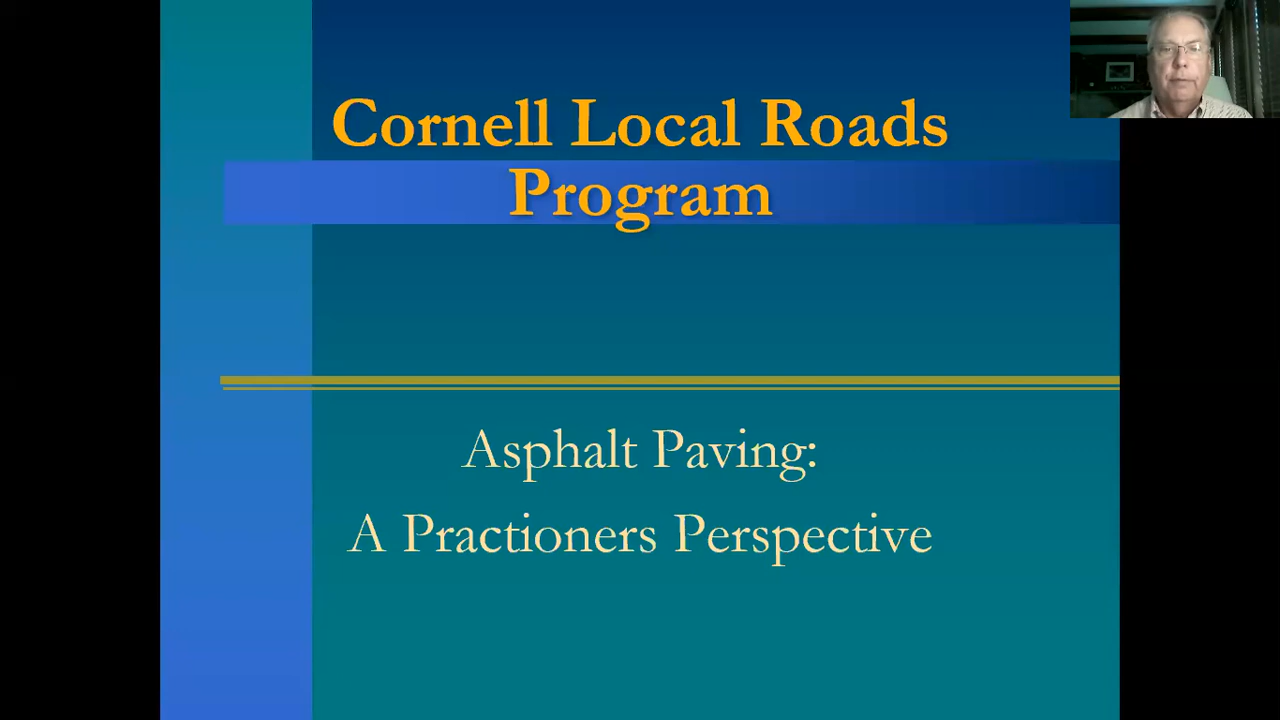 Cornell Local Roads
Program
Asphalt Paving:
A Practioners Perspective